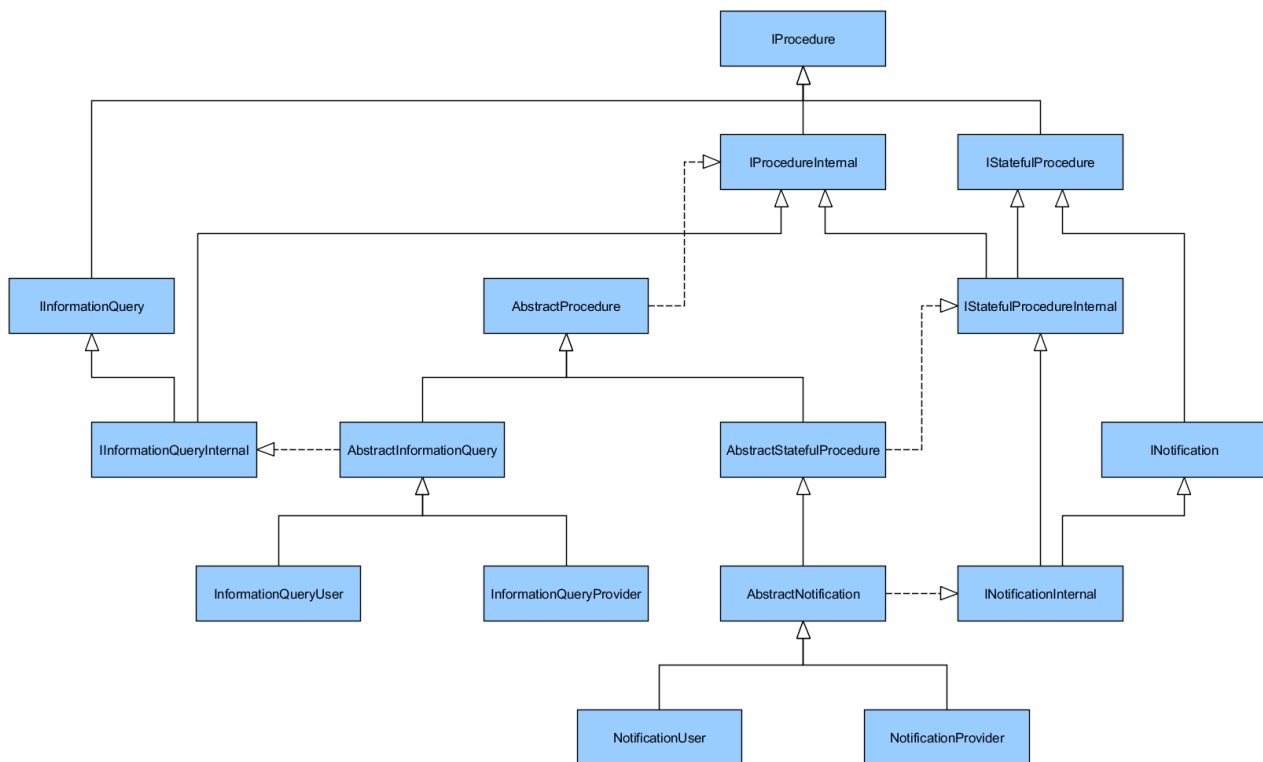 IProcedure
IProcedureInternal
IStatefulProcedure
IInformationQuery
AbstractProcedure
IStatefulProcedureInternal
IInformationQueryInternal
AbstractInformationQuery
AbstractStatefulProcedure
INotification
InformationQueryUser
InformationQueryProvider
AbstractNotification
INotificationInternal
NotificationUser
NotificationProvider